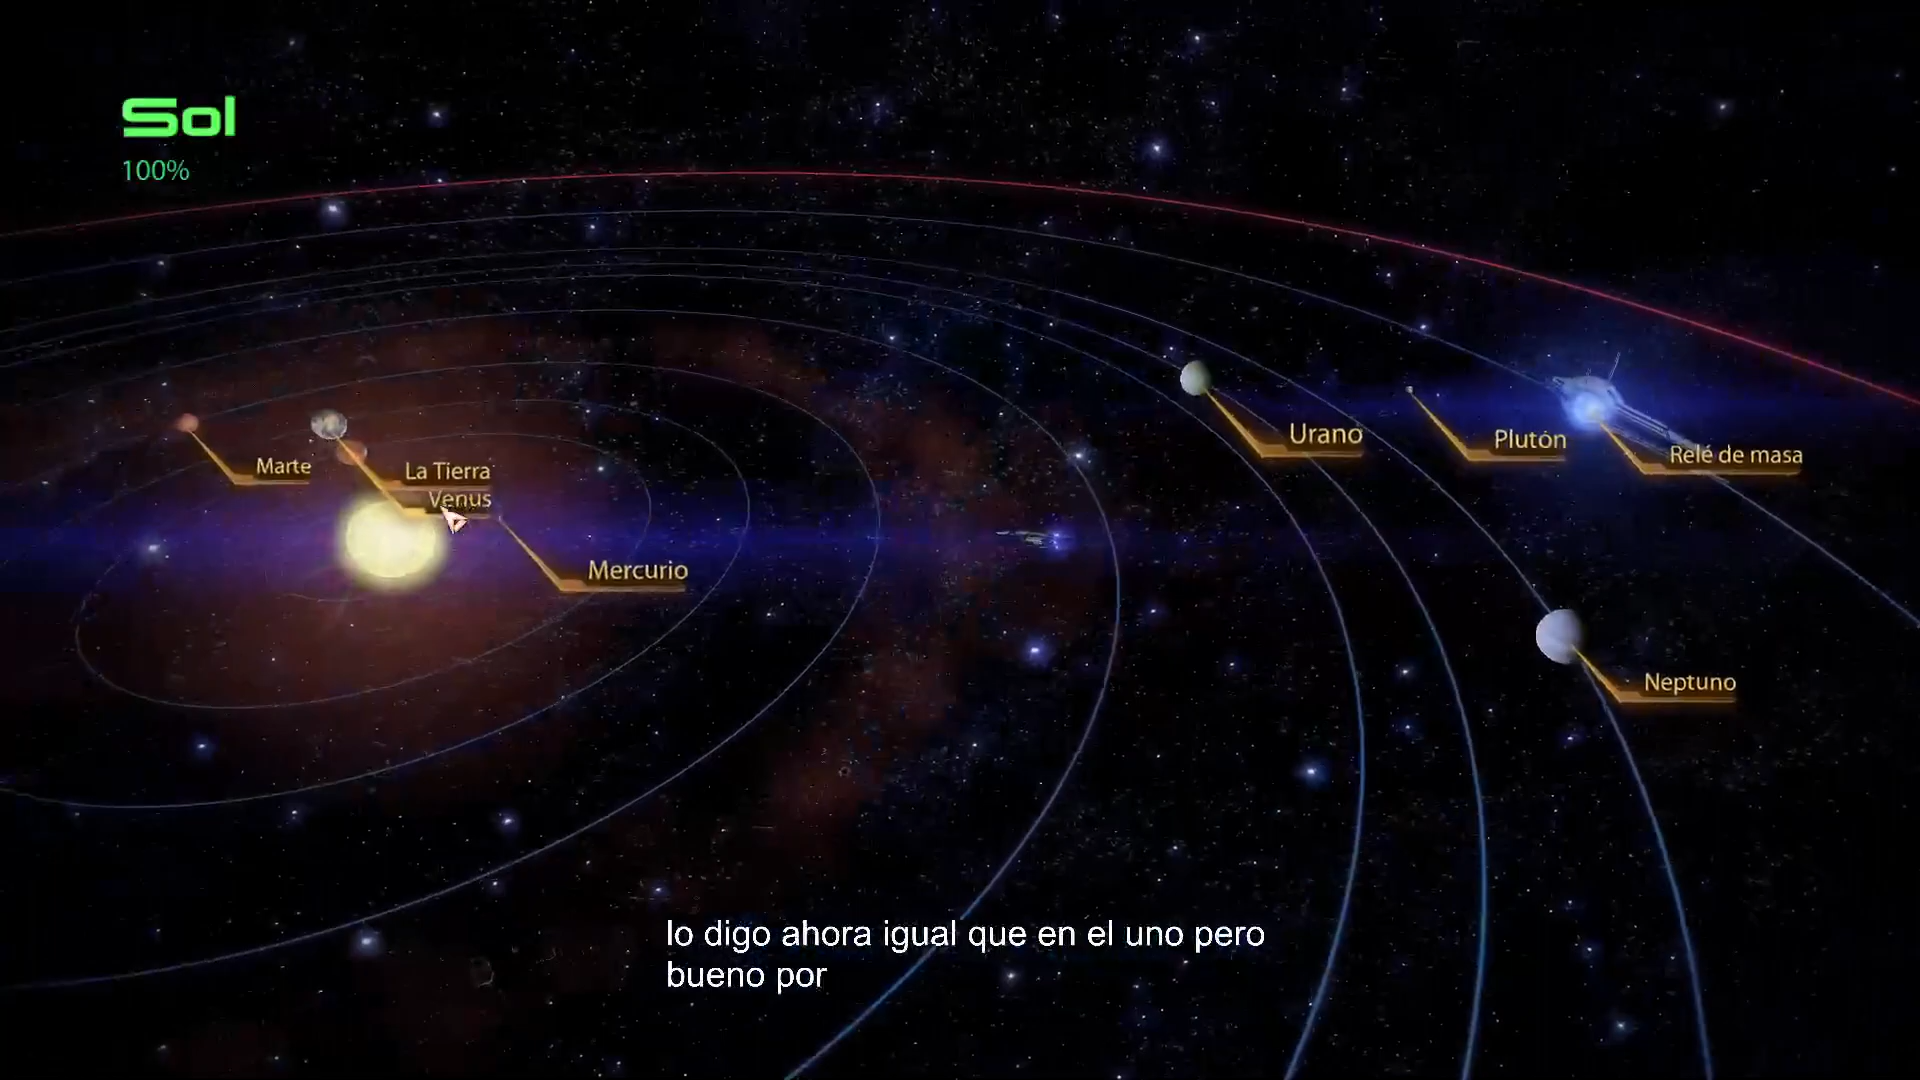 Sol
100%
Urano
Plutón
Relé de masa
Marte
La Tierra
Venus
Mercurio
Neptuno
lo digo ahora igual que en el uno pero
bueno por